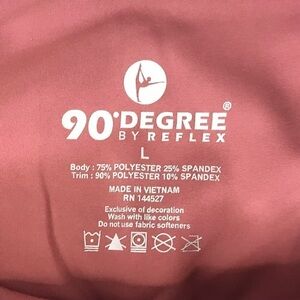 90°DEGREE®
BY REFLEX
L
Body : 75% POLYESTER 25% SPANDEX
Trim : 90% POLYESTER 10% SPANDEX
MADE IN VIETNAM
RN 144527
Exclusive of decoration
Wash with like colors
Do not use fabric softeners